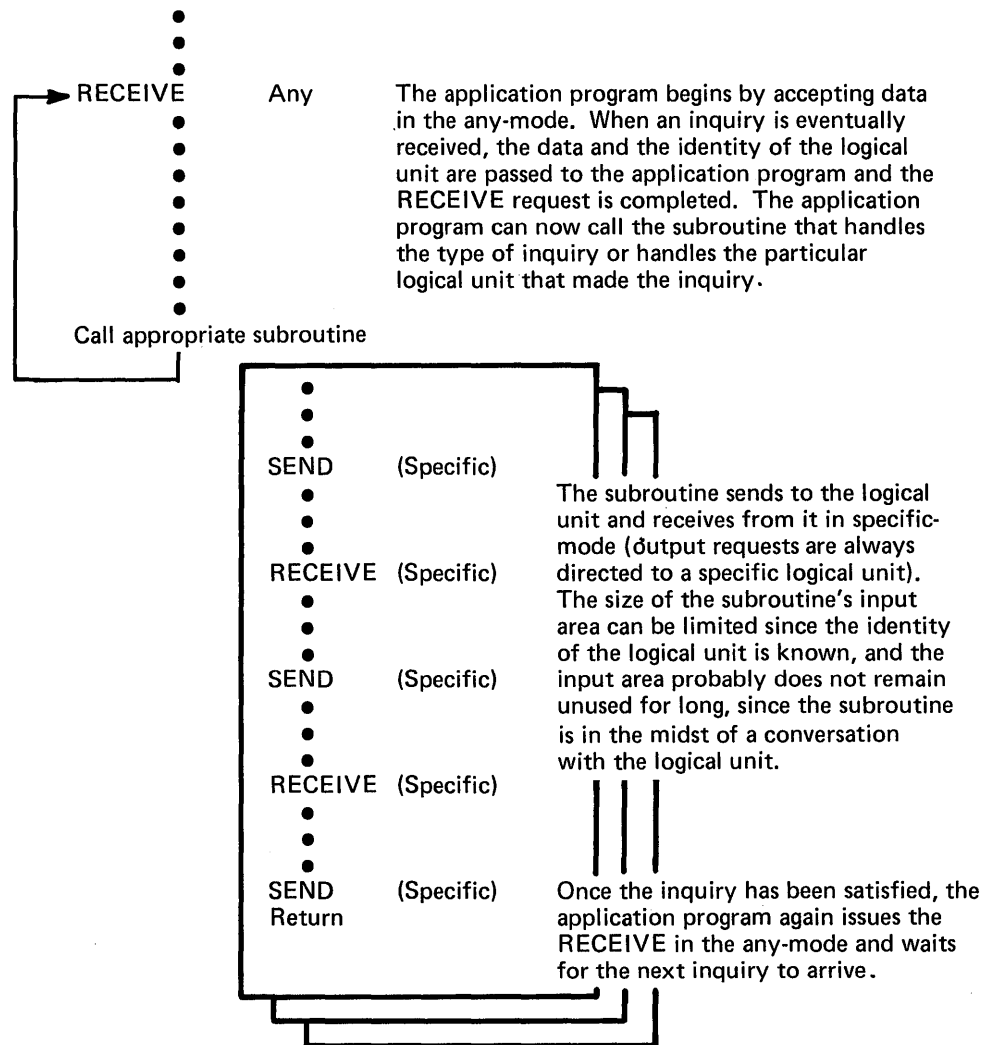 RECEIVE Any The application program begins by accepting data
in the any-mode. When an inquiry is eventually
received, the data and the identity of the logical
unit are passed to the application program and the
RECEIVE request is completed. The application
program can now call the subroutine that handles
the type of inquiry or handles the particular
logical unit that made the inquiry.
Call appropriate subroutine
SEND (Specific)
The subroutine sends to the logical
unit and receives from it in specific-
mode (output requests are always
RECEIVE (Specific) directed to a specific logical unit).
The size of the subroutine's input
area can be limited since the identity
of the logical unit is known, and the
SEND (Specific) input area probably does not remain
unused for long, since the subroutine
is in the midst of a conversation
with the logical unit.
RECEIVE (Specific)
SEND (Specific) Once the inquiry has been satisfied, the
Return application program again issues the
RECEIVE in the any-mode and waits
for the next inquiry to arrive.